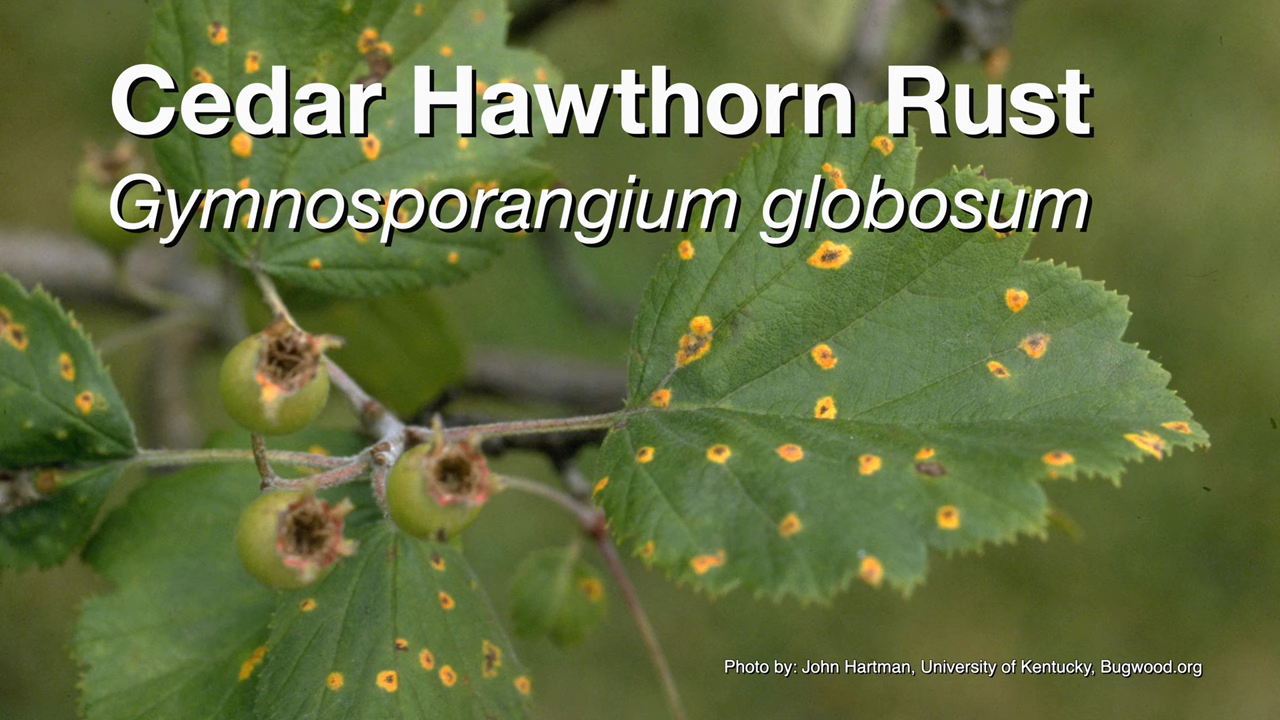 Cedar Hawthorn Rust
Gymnosporangium globosum
Photo by: John Hartman, University of Kentucky, Bugwood.org